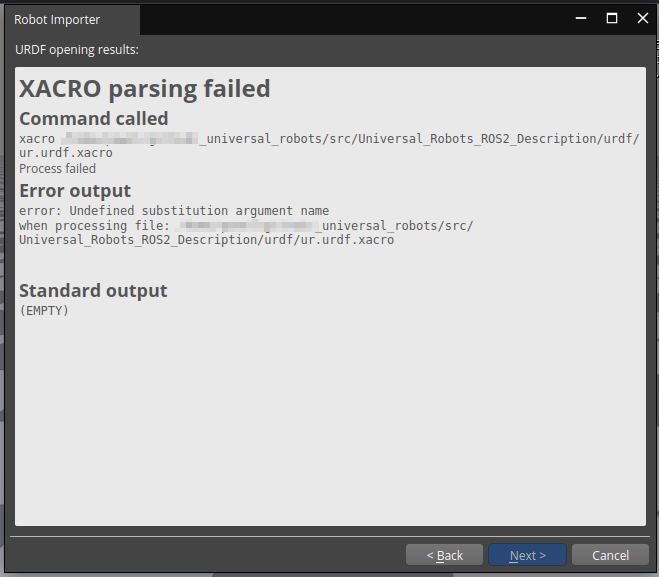 Robot Importer
URDF opening results:
XACRO parsing failed
Command called
xacro _universal_robots/src/Universal_Robots_ROS2_Description/urdf/
ur.urdf.xacro
Process failed
Error output
error: Undefined substitution argument name
when processing file: _universal_robots/src/
Universal_Robots_ROS2_Description/urdf/ur.urdf.xacro
Standard output
(EMPTY)
< Back
Next >
Cancel